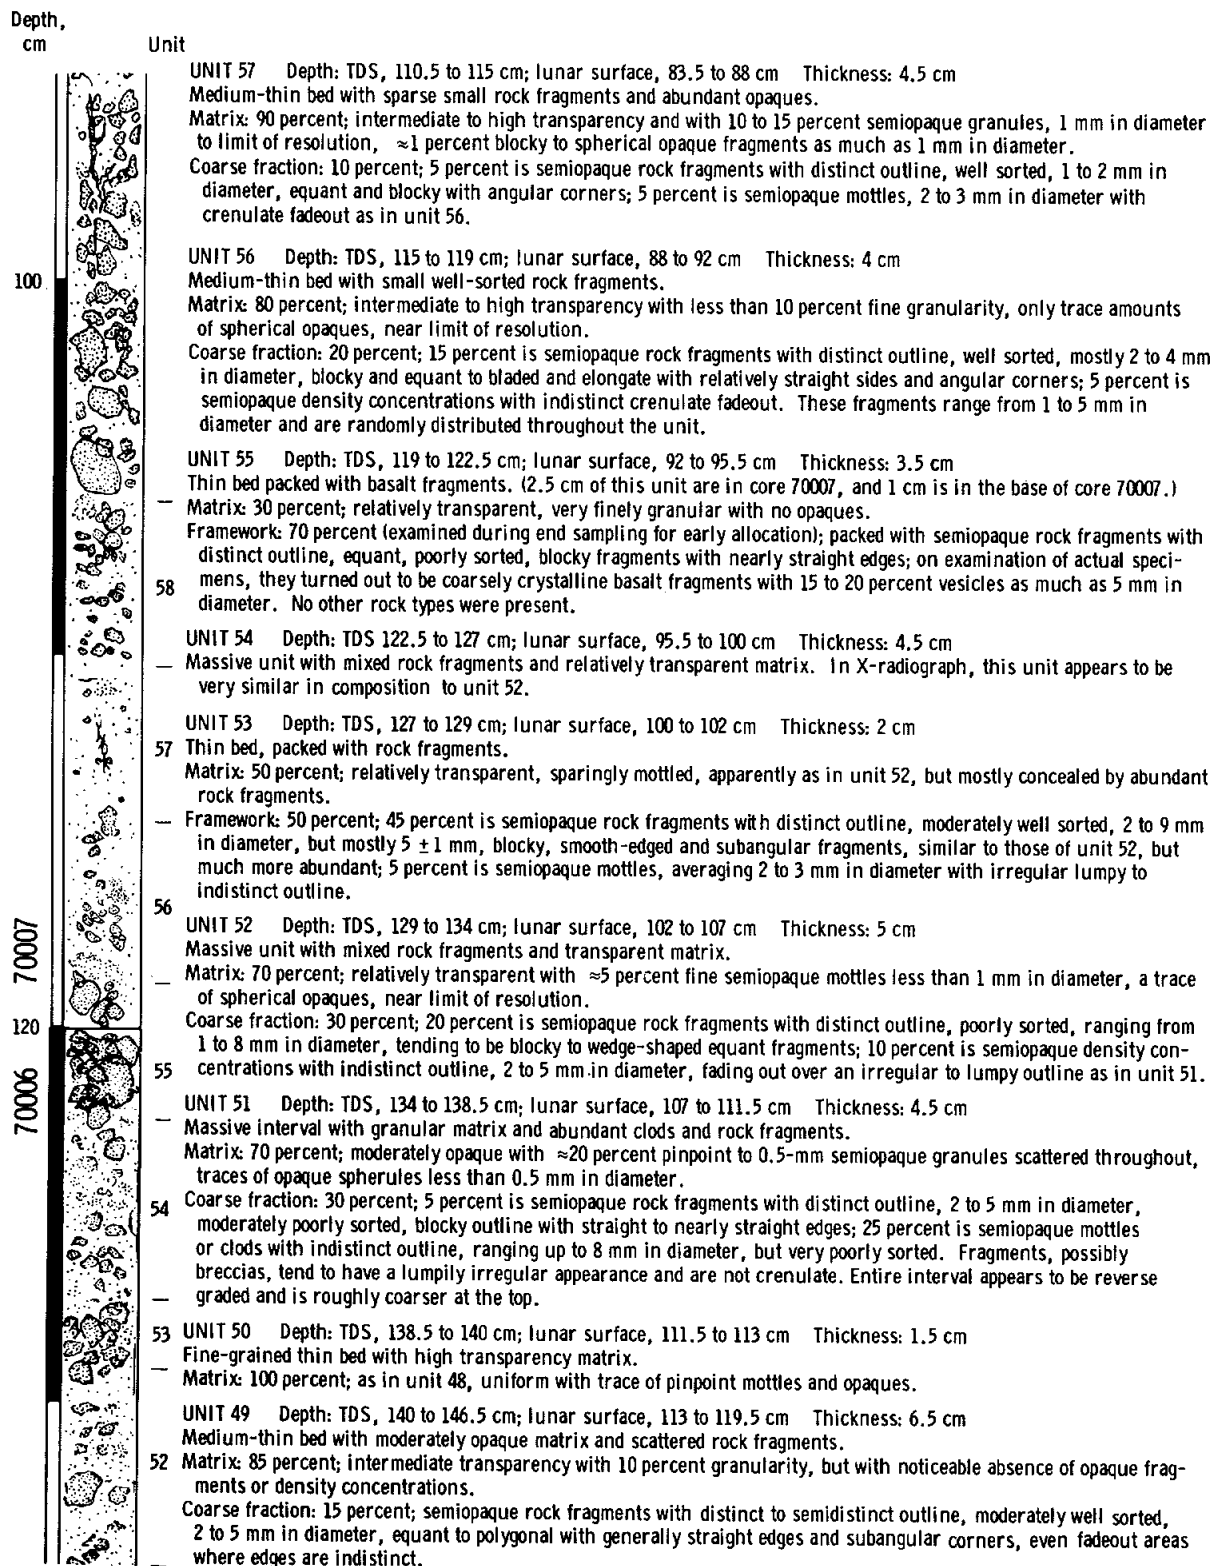 Depth,
cm
Unit
UNIT 57 Depth: TDS, 110.5 to 115 cm; lunar surface, 83.5 to 88 cm Thickness: 4.5 cm
Medium-thin bed with sparse small rock fragments and abundant opaques.
Matrix: 90 percent; intermediate to high transparency and with 10 to 15 percent semiopaque granules, 1 mm in diameter
to limit of resolution, ≈1 percent blocky to spherical opaque fragments as much as 1 mm in diameter.
Coarse fraction: 10 percent; 5 percent is semiopaque rock fragments with distinct outline, well sorted, 1 to 2 mm in
diameter, equant and blocky with angular corners; 5 percent is semiopaque mottles, 2 to 3 mm in diameter with
crenulate fadeout as in unit 56.
UNIT 56 Depth: TDS, 115 to 119 cm; lunar surface, 88 to 92 cm Thickness: 4 cm
100
Medium-thin bed with small well-sorted rock fragments.
Matrix: 80 percent; intermediate to high transparency with less than 10 percent fine granularity, only trace amounts
of spherical opaques, near limit of resolution.
Coarse fraction: 20 percent; 15 percent is semiopaque rock fragments with distinct outline, well sorted, mostly 2 to 4 mm
in diameter, blocky and equant to bladed and elongate with relatively straight sides and angular corners; 5 percent is
semiopaque density concentrations with indistinct crenulate fadeout. These fragments range from 1 to 5 mm in
diameter and are randomly distributed throughout the unit.
UNIT 55 Depth: TDS, 119 to 122.5 cm; lunar surface, 92 to 95.5 cm Thickness: 3.5 cm
Thin bed packed with basalt fragments. (2.5 cm of this unit are in core 70007, and 1 cm is in the base of core 70007.)
Matrix: 30 percent; relatively transparent, very finely granular with no opaques.
Framework: 70 percent (examined during end sampling for early allocation); packed with semiopaque rock fragments with
distinct outline, equant, poorly sorted, blocky fragments with nearly straight edges; on examination of actual speci-
58
mens, they turned out to be coarsely crystalline basalt fragments with 15 to 20 percent vesicles as much as 5 mm in
diameter. No other rock types were present.
UNIT 54 Depth: TDS 122.5 to 127 cm; lunar surface, 95.5 to 100 cm Thickness: 4.5 cm
Massive unit with mixed rock fragments and relatively transparent matrix. In X-radiograph, this unit appears to be
very similar in composition to unit 52.
UNIT 53 Depth: TDS, 127 to 129 cm; lunar surface, 100 to 102 cm Thickness: 2 cm
57
Thin bed, packed with rock fragments.
Matrix: 50 percent; relatively transparent, sparingly mottled, apparently as in unit 52, but mostly concealed by abundant
rock fragments.
Framework: 50 percent; 45 percent is semiopaque rock fragments with distinct outline, moderately well sorted, 2 to 9 mm
in diameter, but mostly 5 ± 1 mm, blocky, smooth-edged and subangular fragments, similar to those of unit 52, but
much more abundant; 5 percent is semiopaque mottles, averaging 2 to 3 mm in diameter with irregular lumpy to
indistinct outline.
56
UNIT 52 Depth: TDS, 129 to 134 cm; lunar surface, 102 to 107 cm Thickness: 5 cm
70007
Massive unit with mixed rock fragments and transparent matrix.
Matrix: 70 percent; relatively transparent with ≈5 percent fine semiopaque mottles less than 1 mm in diameter, a trace
of spherical opaques, near limit of resolution.
120
Coarse fraction: 30 percent; 20 percent is semiopaque rock fragments with distinct outline, poorly sorted, ranging from
1 to 8 mm in diameter, tending to be blocky to wedge-shaped equant fragments; 10 percent is semiopaque density con-
55
centrations with indistinct outline, 2 to 5 mm in diameter, fading out over an irregular to lumpy outline as in unit 51.
70006
UNIT 51 Depth: TDS, 134 to 138.5 cm; lunar surface, 107 to 111.5 cm Thickness: 4.5 cm
Massive interval with granular matrix and abundant clods and rock fragments.
Matrix: 70 percent; moderately opaque with ≈20 percent pinpoint to 0.5-mm semiopaque granules scattered throughout,
traces of opaque spherules less than 0.5 mm in diameter.
54
Coarse fraction: 30 percent; 5 percent is semiopaque rock fragments with distinct outline, 2 to 5 mm in diameter,
moderately poorly sorted, blocky outline with straight to nearly straight edges; 25 percent is semiopaque mottles
or clods with indistinct outline, ranging up to 8 mm in diameter, but very poorly sorted. Fragments, possibly
breccias, tend to have a lumpily irregular appearance and are not crenulate. Entire interval appears to be reverse
graded and is roughly coarser at the top.
53
UNIT 50 Depth: TDS, 138.5 to 140 cm; lunar surface, 111.5 to 113 cm Thickness: 1.5 cm
Fine-grained thin bed with high transparency matrix.
Matrix: 100 percent; as in unit 48, uniform with trace of pinpoint mottles and opaques.
UNIT 49 Depth: TDS, 140 to 146.5 cm; lunar surface, 113 to 119.5 cm Thickness: 6.5 cm
Medium-thin bed with moderately opaque matrix and scattered rock fragments.
52
Matrix: 85 percent; intermediate transparency with 10 percent granularity, but with noticeable absence of opaque frag-
ments or density concentrations.
Coarse fraction: 15 percent; semiopaque rock fragments with distinct to semidistinct outline, moderately well sorted,
2 to 5 mm in diameter, equant to polygonal with generally straight edges and subangular corners, even fadeout areas
where edges are indistinct.